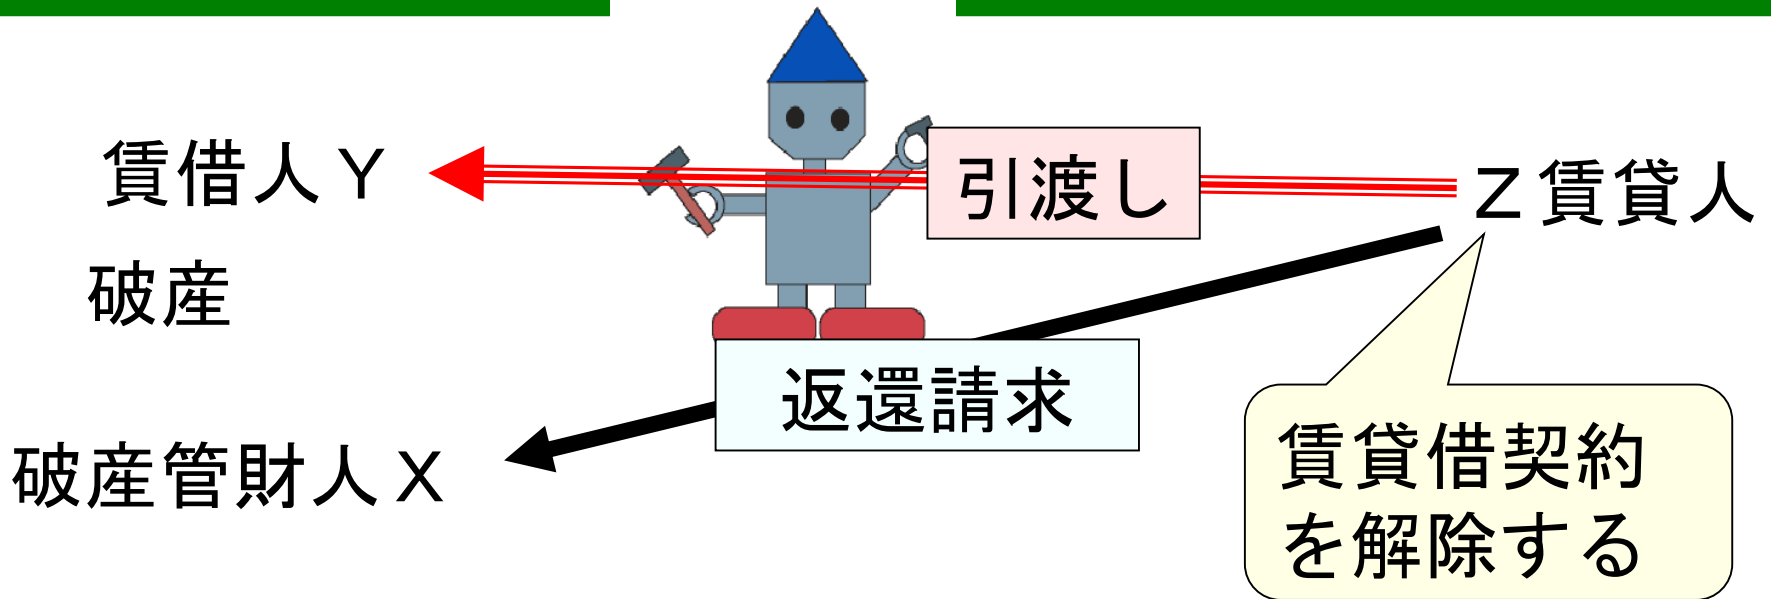 賃借人Ｙ
引渡し
Ｚ賃貸人
破産
返還請求
破産管財人Ｘ
賃貸借契約
を解除する